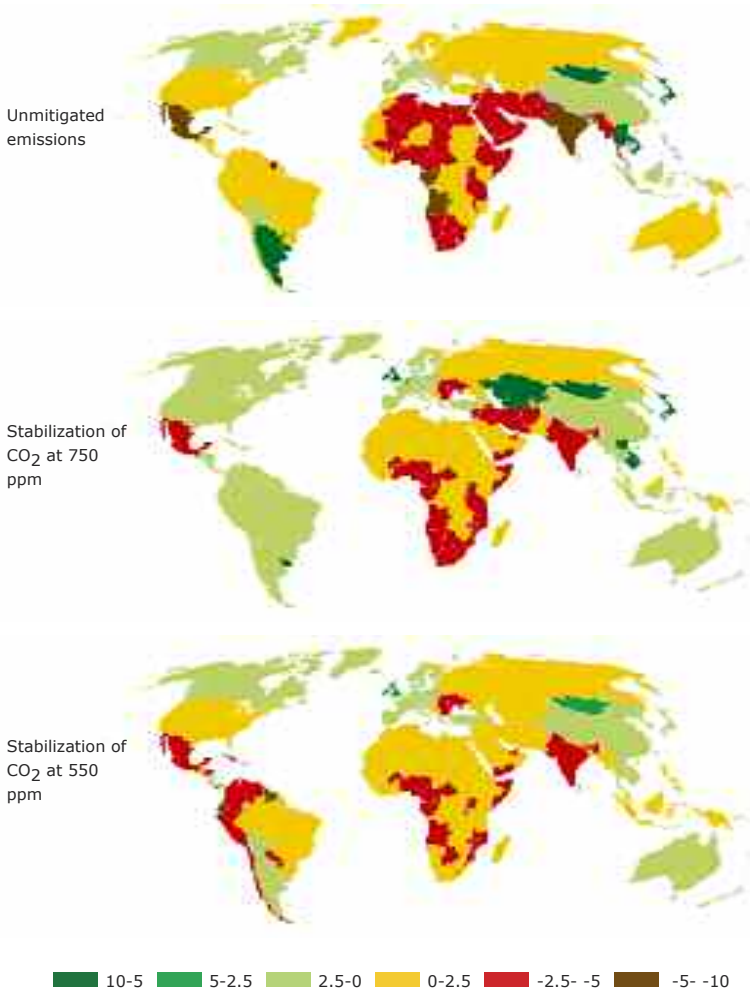 Unmitigated
emissions
Stabilization of
CO2 at 750
ppm
Stabilization of
CO2 at 550
ppm
10-5 5-2.5 2.5-0 0-2.5 -2.5- -5 -5- -10